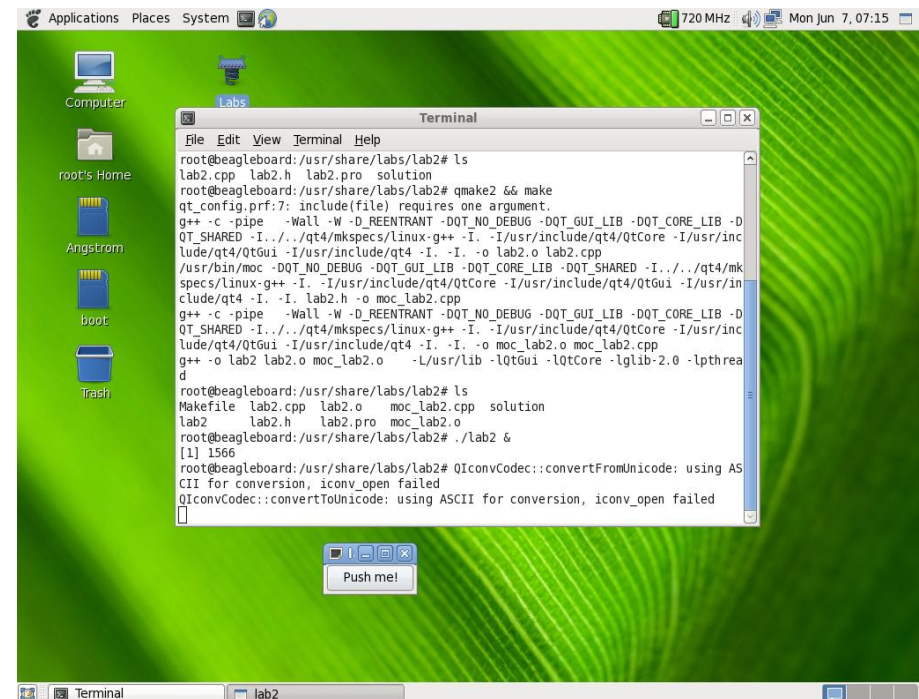 Applications Places System 720 MHz Mon Jun 7, 07:15
Computer
Labs
root's Home
Angstrom
boot
Trash
Terminal
File Edit View Terminal Help
root@beagleboard:/usr/share/labs/lab2# ls
lab2.cpp lab2.h lab2.pro solution
root@beagleboard:/usr/share/labs/lab2# qmake2 && make
qt_config.prf:7: include(file) requires one argument.
g++ -c -pipe -Wall -W -D_REENTRANT -DQT_NO_DEBUG -DQT_GUI_LIB -DQT_CORE_LIB -D
QT_SHARED -I../../qt4/mkspecs/linux-g++ -I. -I/usr/include/qt4/QtCore -I/usr/inc
lude/qt4/QtGui -I/usr/include/qt4 -I. -I. -o lab2.o lab2.cpp
/usr/bin/moc -DQT_NO_DEBUG -DQT_GUI_LIB -DQT_CORE_LIB -DQT_SHARED -I../../qt4/mk
specs/linux-g++ -I. -I/usr/include/qt4/QtCore -I/usr/include/qt4/QtGui -I/usr/in
clude/qt4 -I. -I. lab2.h -o moc_lab2.cpp
g++ -c -pipe -Wall -W -D_REENTRANT -DQT_NO_DEBUG -DQT_GUI_LIB -DQT_CORE_LIB -D
QT_SHARED -I../../qt4/mkspecs/linux-g++ -I. -I/usr/include/qt4/QtCore -I/usr/inc
lude/qt4/QtGui -I/usr/include/qt4 -I. -I. -o moc_lab2.o moc_lab2.cpp
g++ -o lab2 lab2.o moc_lab2.o -L/usr/lib -lQtGui -lQtCore -lglib-2.0 -lpthrea
d
root@beagleboard:/usr/share/labs/lab2# ls
Makefile lab2.cpp lab2.o moc_lab2.cpp solution
lab2 lab2.h lab2.pro moc_lab2.o
root@beagleboard:/usr/share/labs/lab2# ./lab2 &
[1] 1566
root@beagleboard:/usr/share/labs/lab2# QIconvCodec::convertFromUnicode: using AS
CII for conversion, iconv_open failed
QIconvCodec::convertToUnicode: using ASCII for conversion, iconv_open failed
Push me!
Terminal lab2